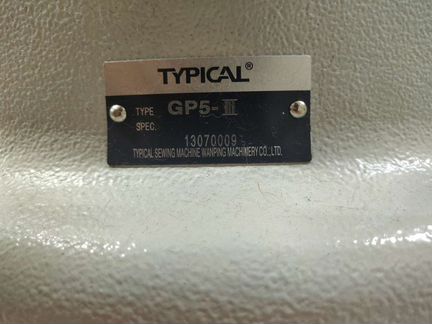 TYPICAL®
TYPE GP5-Ⅲ
SPEC.
13070009
TYPICAL SEWING MACHINE WANPING MACHINERY CO.,LTD.